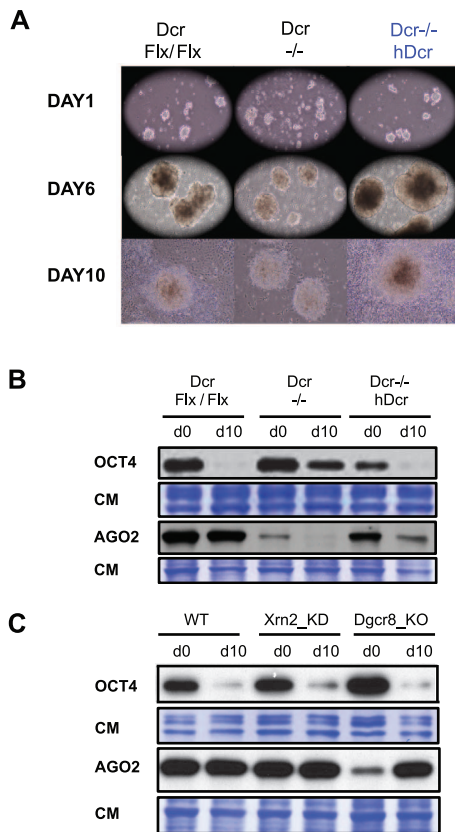 A
Dcr Dcr Dcr-/-
Flx/Flx -/- hDcr
DAY1
DAY6
DAY10
B
Dcr Dcr Dcr-/-
Flx / Flx -/- hDcr
d0 d10 d0 d10 d0 d10
OCT4
CM
AGO2
CM
C
WT Xrn2_KD Dgcr8_KO
d0 d10 d0 d10 d0 d10
OCT4
CM
AGO2
CM